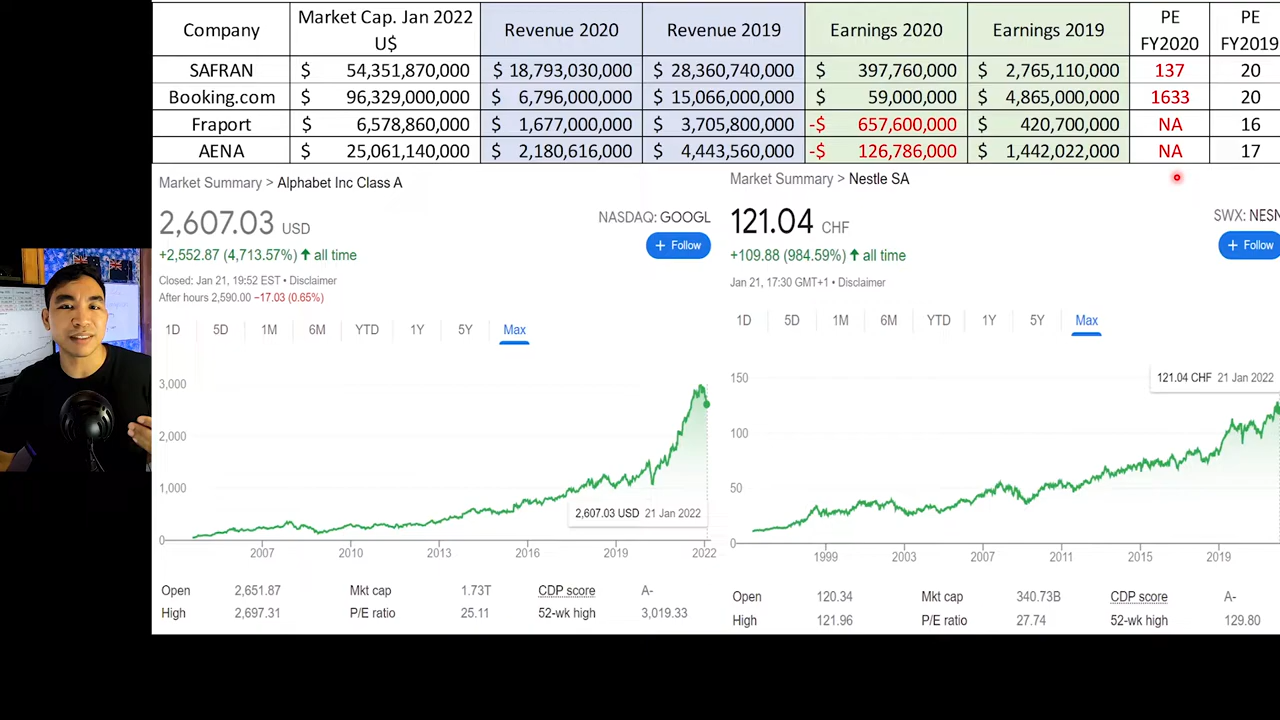 Company Market Cap. Jan 2022 U$ Revenue 2020 Revenue 2019 Earnings 2020 Earnings 2019 PE FY2020 PE FY2019
SAFRAN $ 54,351,870,000 $ 18,793,030,000 $ 28,360,740,000 $ 397,760,000 $ 2,765,110,000 137 20
Booking.com $ 96,329,000,000 $ 6,796,000,000 $ 15,066,000,000 $ 59,000,000 $ 4,865,000,000 1633 20
Fraport $ 6,578,860,000 $ 1,677,000,000 $ 3,705,800,000 -$ 657,600,000 $ 420,700,000 NA 16
AENA $ 25,061,140,000 $ 2,180,616,000 $ 4,443,560,000 -$ 126,786,000 $ 1,442,022,000 NA 17
Market Summary > Alphabet Inc Class A
2,607.03 USD
NASDAQ: GOOGL
+ Follow
+2,552.87 (4,713.57%) ↑ all time
Closed: Jan 21, 19:52 EST • Disclaimer
After hours 2,590.00 −17.03 (0.65%)
1D 5D 1M 6M YTD 1Y 5Y Max
3,000
2,000
1,000
0
2,607.03 USD 21 Jan 2022
2007 2010 2013 2016 2019 2022
Open 2,651.87 Mkt cap 1.73T CDP score A-
High 2,697.31 P/E ratio 25.11 52-wk high 3,019.33
Market Summary > Nestle SA
121.04 CHF
SWX: NESN
+ Follow
+109.88 (984.59%) ↑ all time
Jan 21, 17:30 GMT+1 • Disclaimer
1D 5D 1M 6M YTD 1Y 5Y Max
121.04 CHF 21 Jan 2022
150
100
50
0
1999 2003 2007 2011 2015 2019
Open 120.34 Mkt cap 340.73B CDP score A-
High 121.96 P/E ratio 27.74 52-wk high 129.80